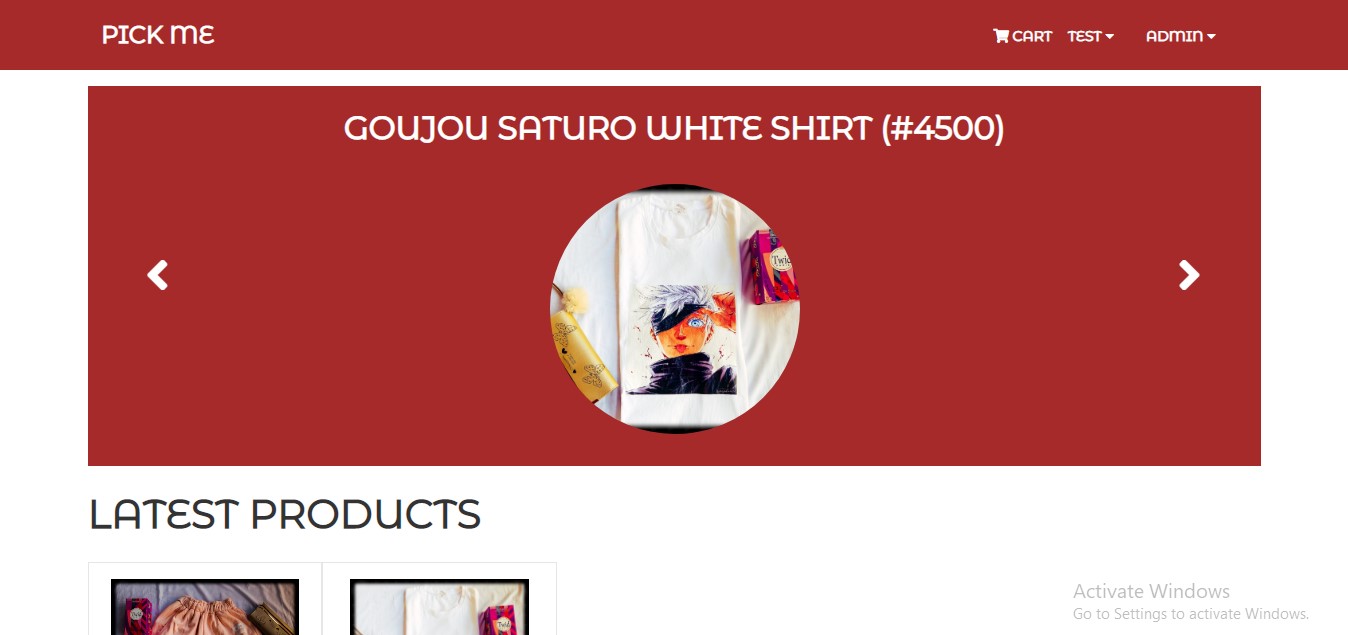 PICK ME
CART TEST ADMIN
GOUJOU SATURO WHITE SHIRT (#4500)
Twic
LATEST PRODUCTS
Activate Windows
Go to Settings to activate Windows.